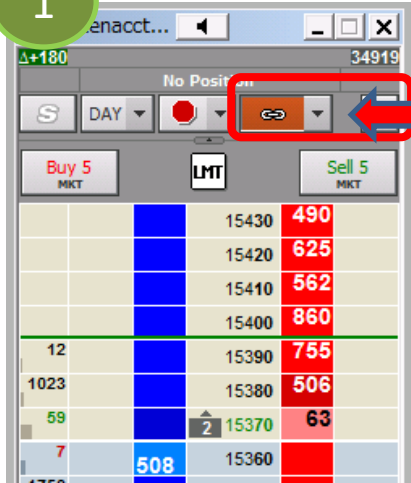 1
enacct...
Δ+180 34919
No Position
S DAY
Buy 5 LMT Sell 5
MKT MKT
15430 490
15420 625
15410 562
15400 860
12 15390 755
1023 15380 506
59 2 15370 63
7 508 15360